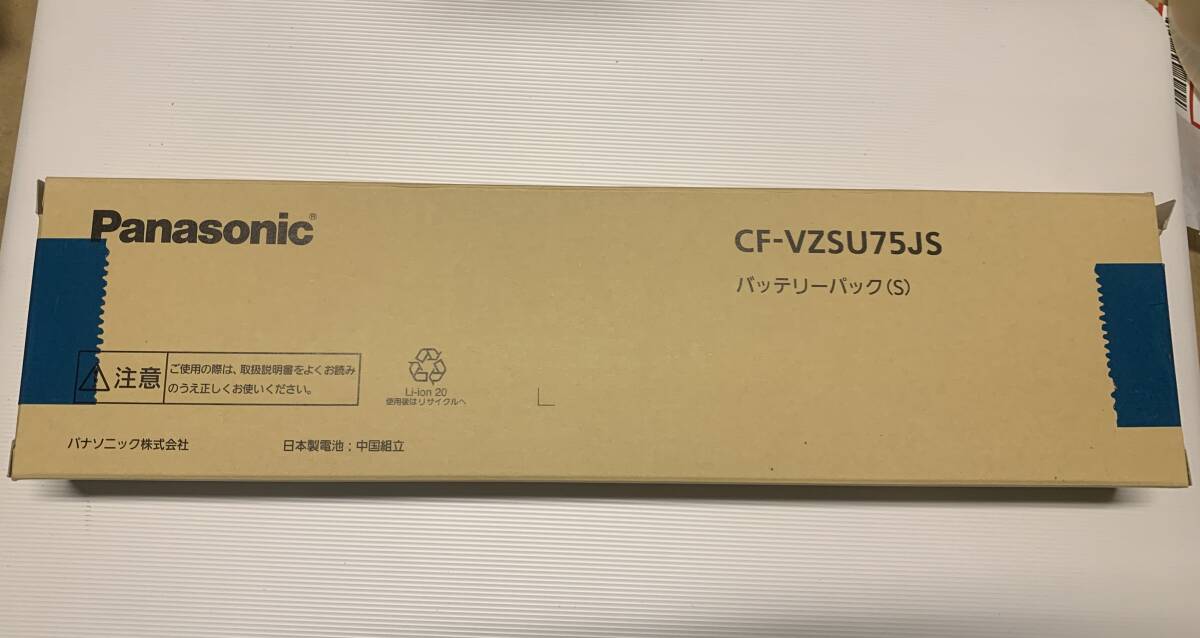 Panasonic®
CF-VZSU75JS
バッテリーパック(S)
注意
ご使用の際は、取扱説明書をよくお読み
のうえ正しくお使いください。
Li-ion 20
使用後はリサイクルへ
パナソニック株式会社
日本製電池;中国組立